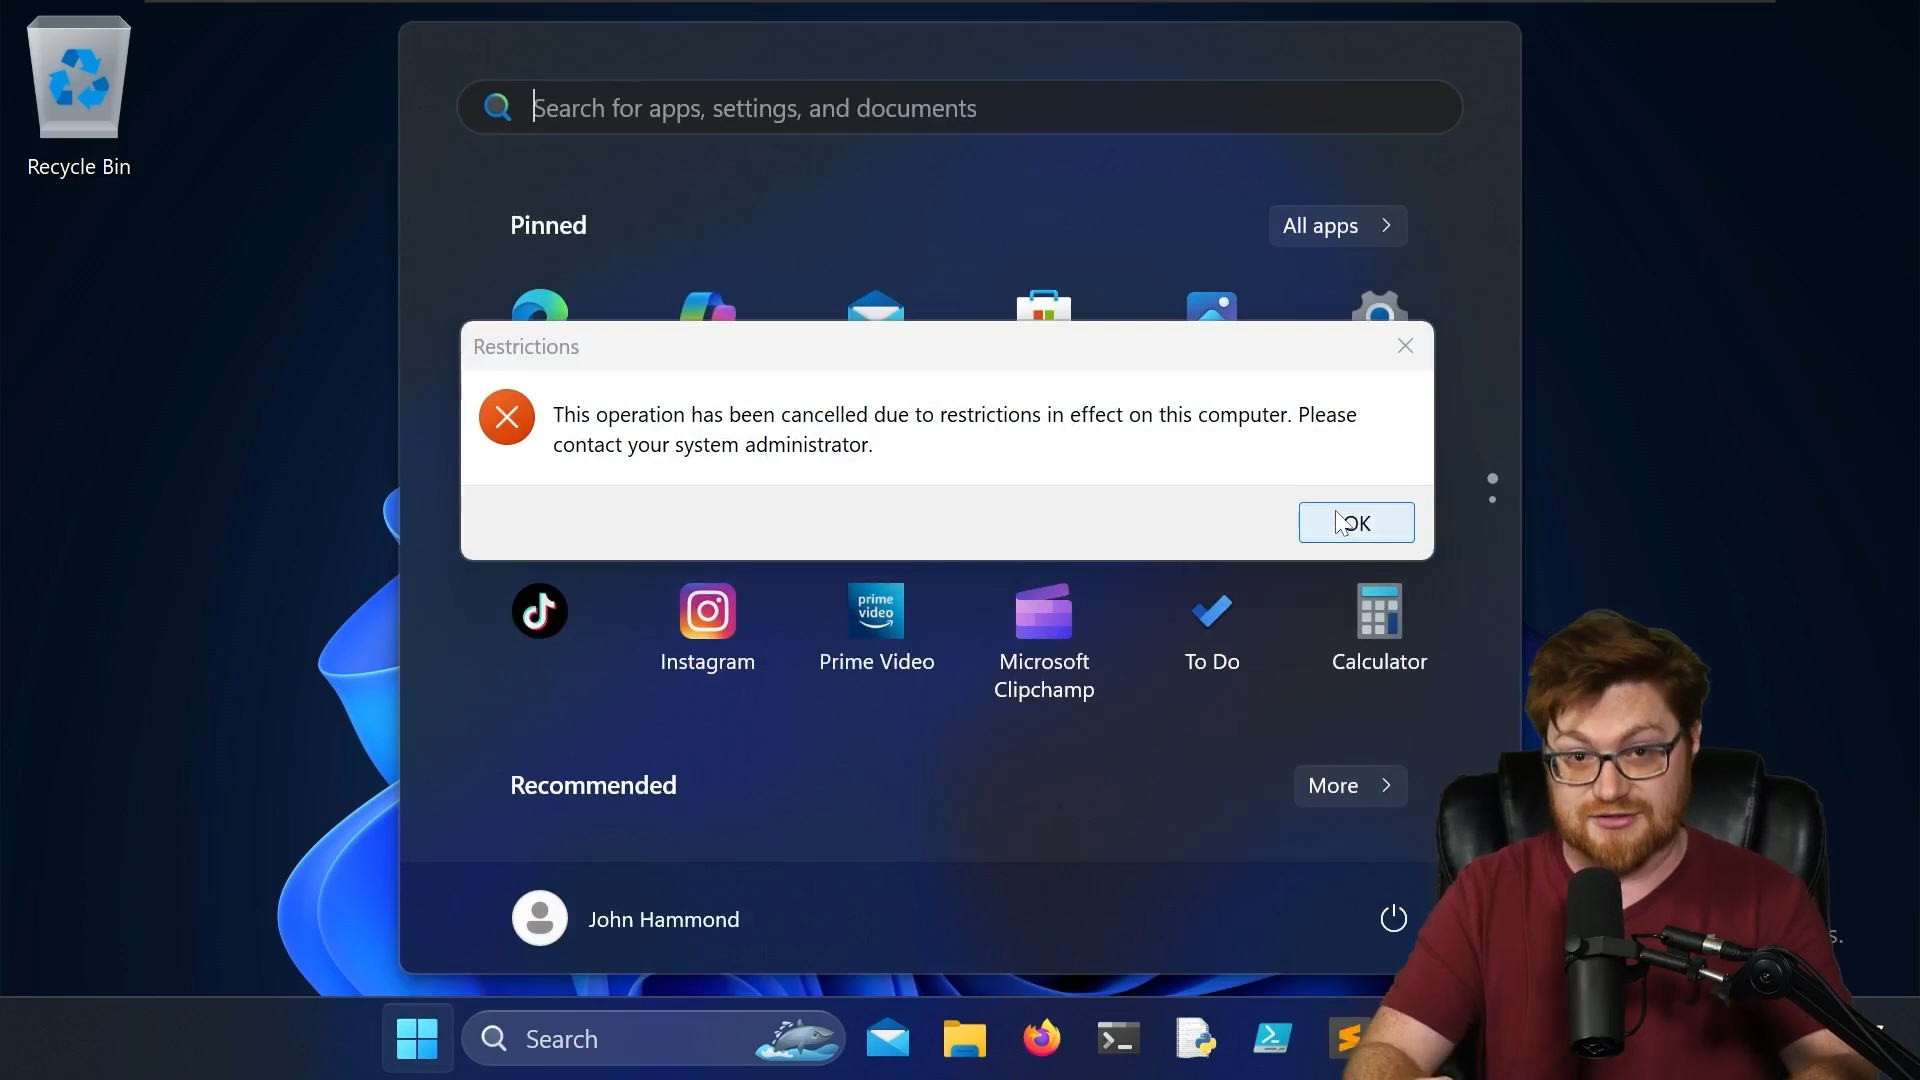 Recycle Bin
Search for apps, settings, and documents
Pinned
All apps
Restrictions
This operation has been cancelled due to restrictions in effect on this computer. Please
contact your system administrator.
OK
Instagram
prime
video
Prime Video
Microsoft
Clipchamp
To Do
Calculator
Recommended
More
John Hammond
s.
Search